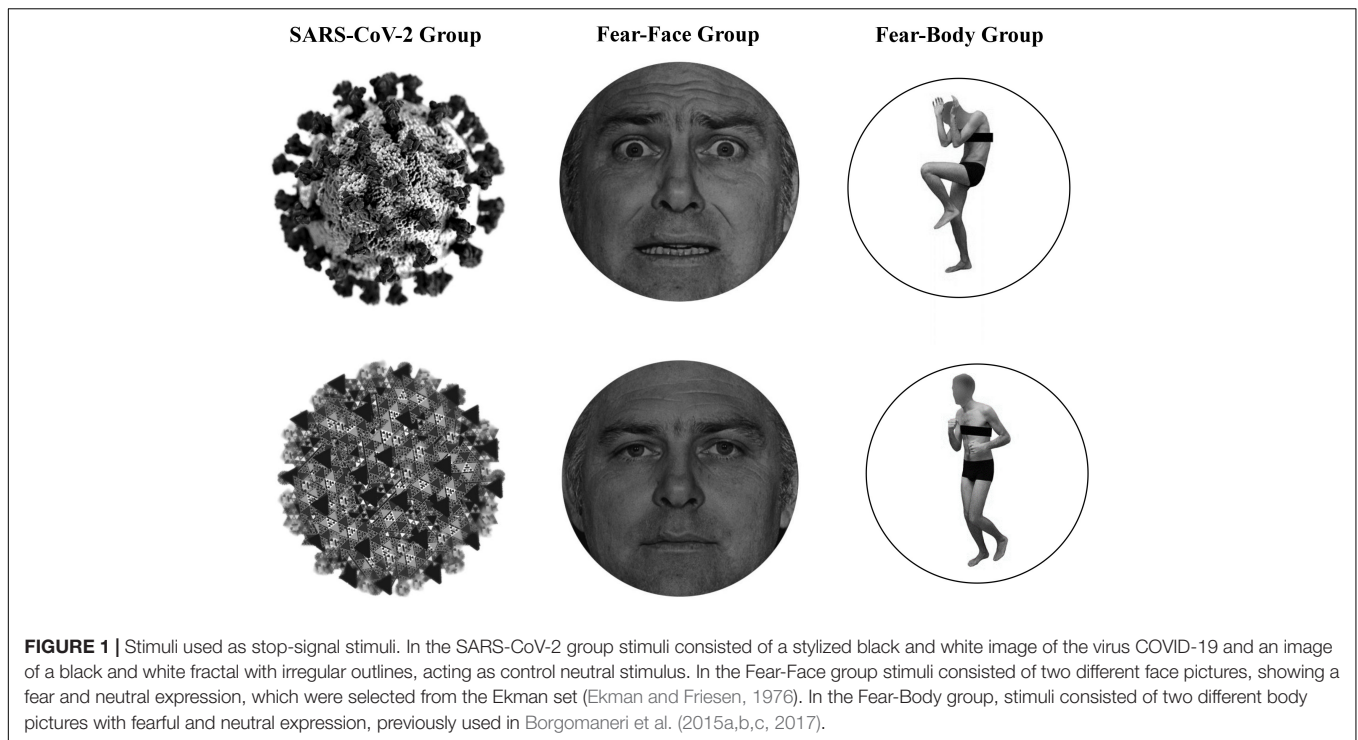 SARS-CoV-2 Group Fear-Face Group Fear-Body Group
FIGURE 1 | Stimuli used as stop-signal stimuli. In the SARS-CoV-2 group stimuli consisted of a stylized black and white image of the virus COVID-19 and an image
of a black and white fractal with irregular outlines, acting as control neutral stimulus. In the Fear-Face group stimuli consisted of two different face pictures, showing a
fear and neutral expression, which were selected from the Ekman set (Ekman and Friesen, 1976). In the Fear-Body group, stimuli consisted of two different body
pictures with fearful and neutral expression, previously used in Borgomaneri et al. (2015a,b,c, 2017).